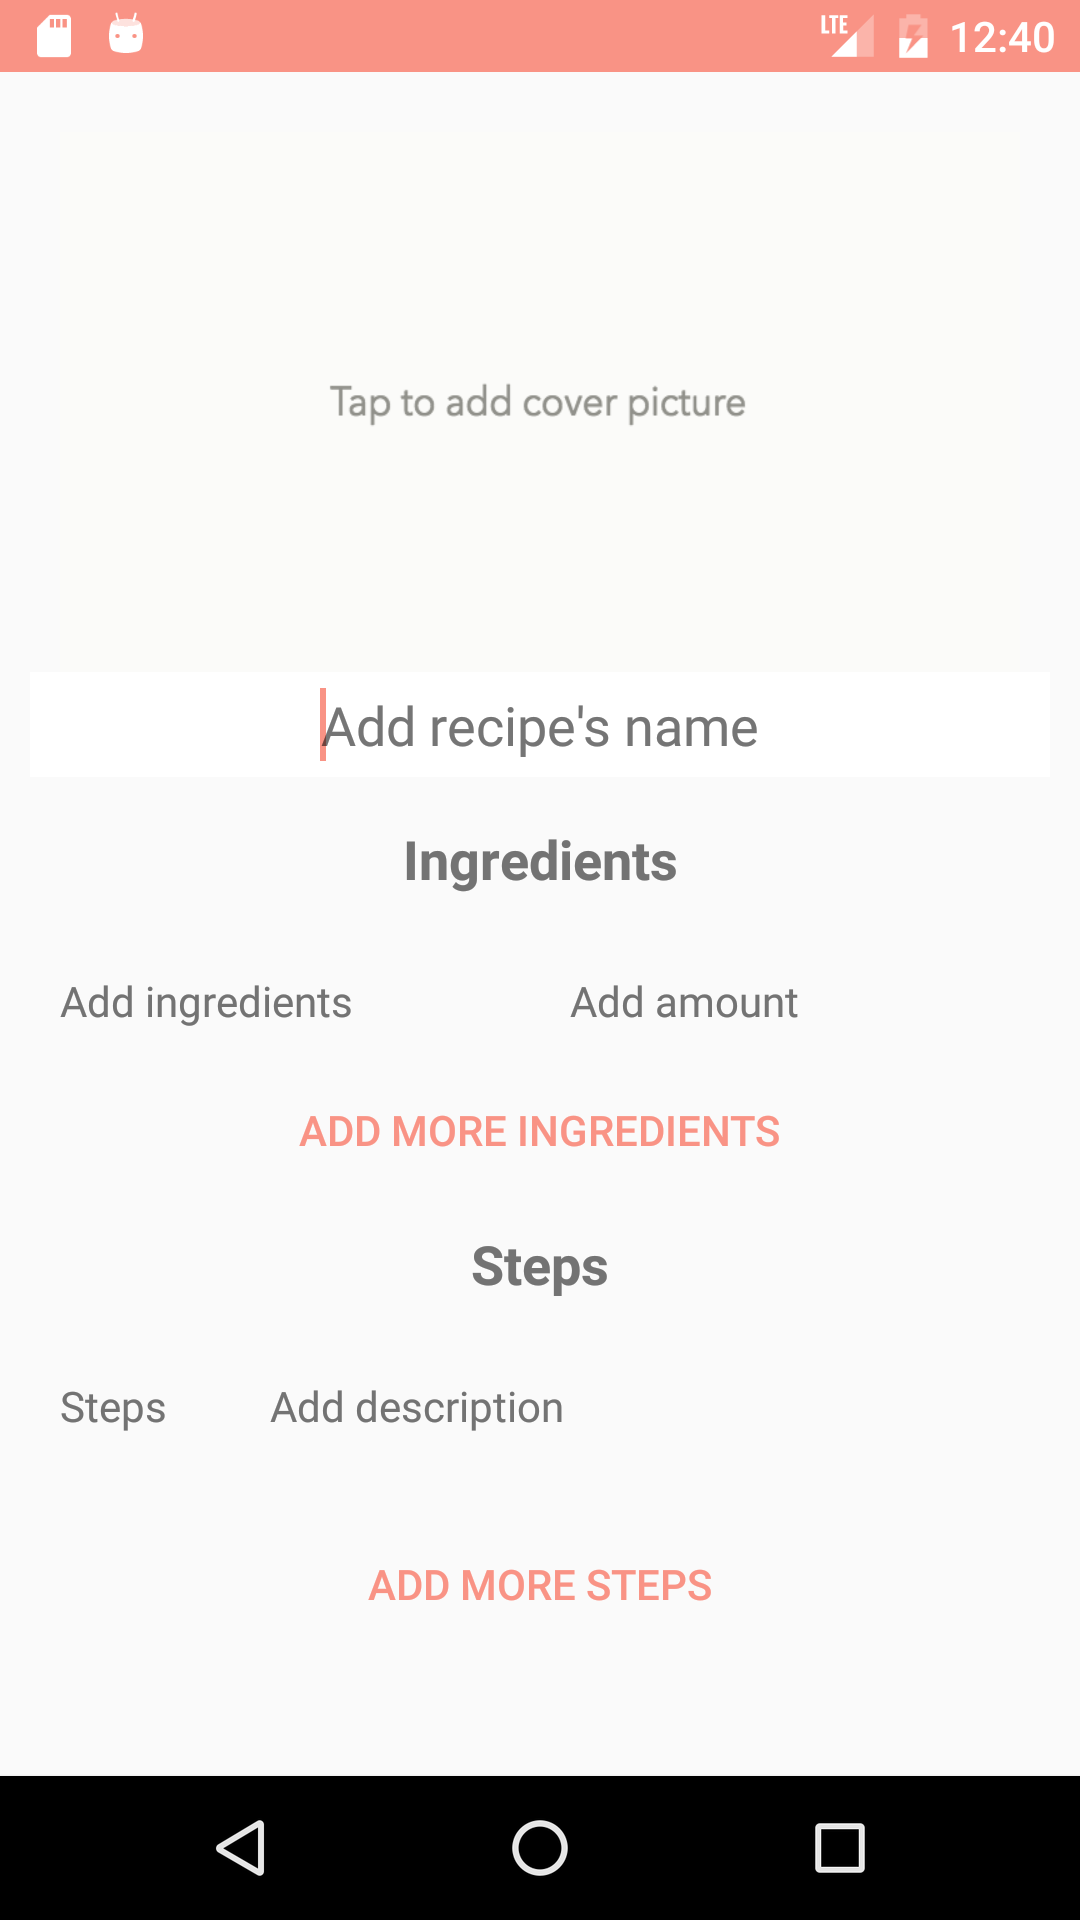 LTE 12:40
Tap to add cover picture
Add recipe's name
Ingredients
Add ingredients Add amount
ADD MORE INGREDIENTS
Steps
Steps Add description
ADD MORE STEPS